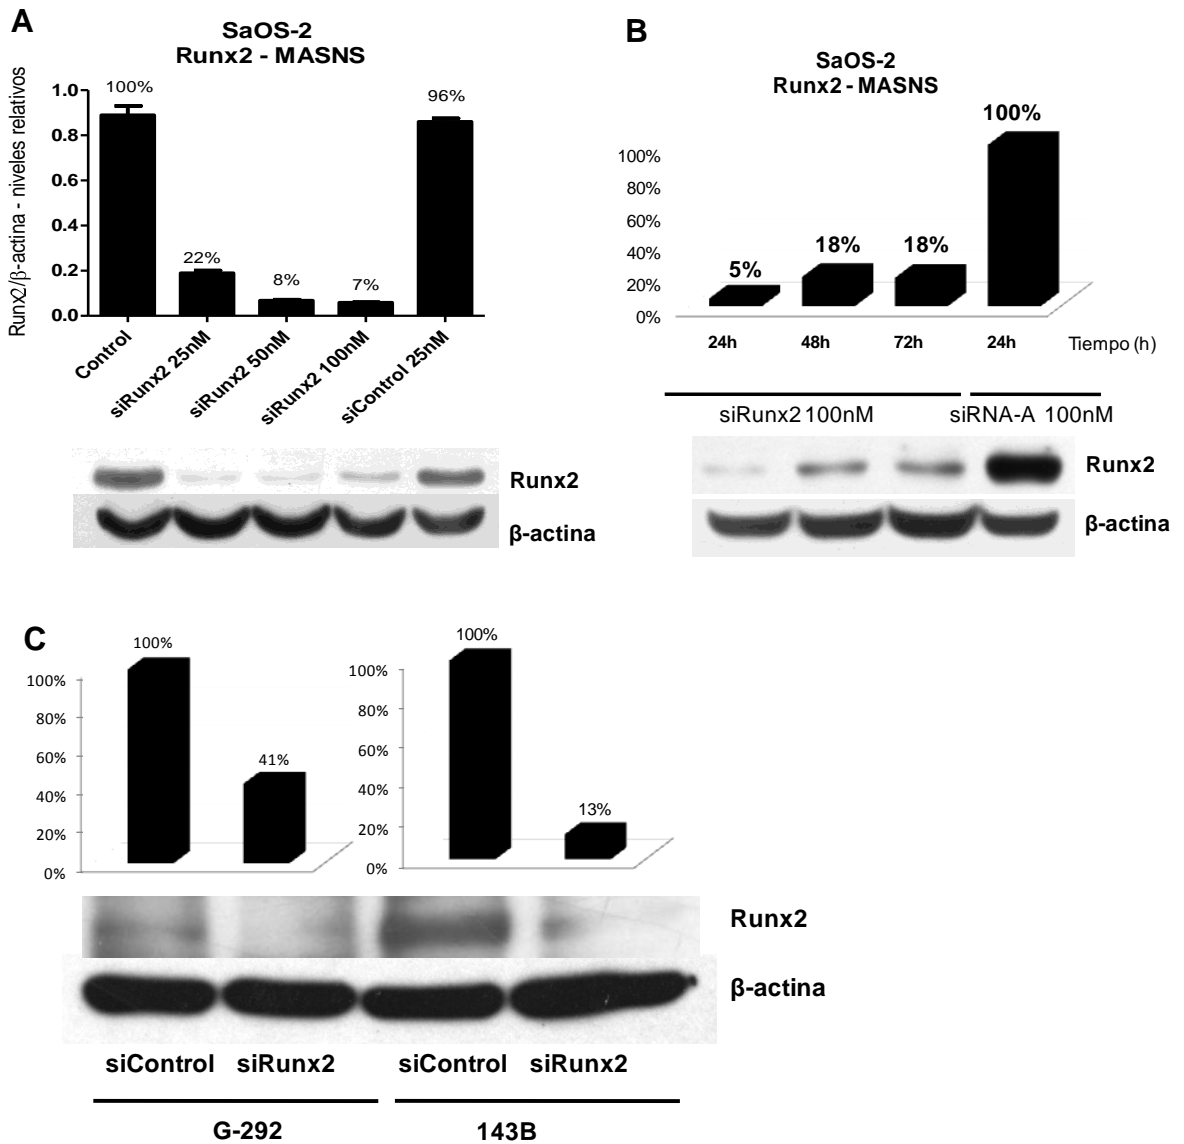 A
SaOS-2
Runx2 - MASNS
Runx2/β-actina - niveles relativos
1.0
0.8
0.6
0.4
0.2
0.0
100%
22%
8%
7%
96%
Control
siRunx2 25nM
siRunx2 50nM
siRunx2 100nM
siControl 25nM
Runx2
β-actina
B
SaOS-2
Runx2 - MASNS
100%
80%
60%
40%
20%
0%
5%
18%
18%
100%
24h
48h
72h
24h
Tiempo (h)
siRunx2 100nM
siRNA-A 100nM
Runx2
β-actina
C
100%
80%
60%
40%
20%
0%
100%
41%
100%
80%
60%
40%
20%
0%
100%
13%
Runx2
β-actina
siControl siRunx2 siControl siRunx2
G-292 143B